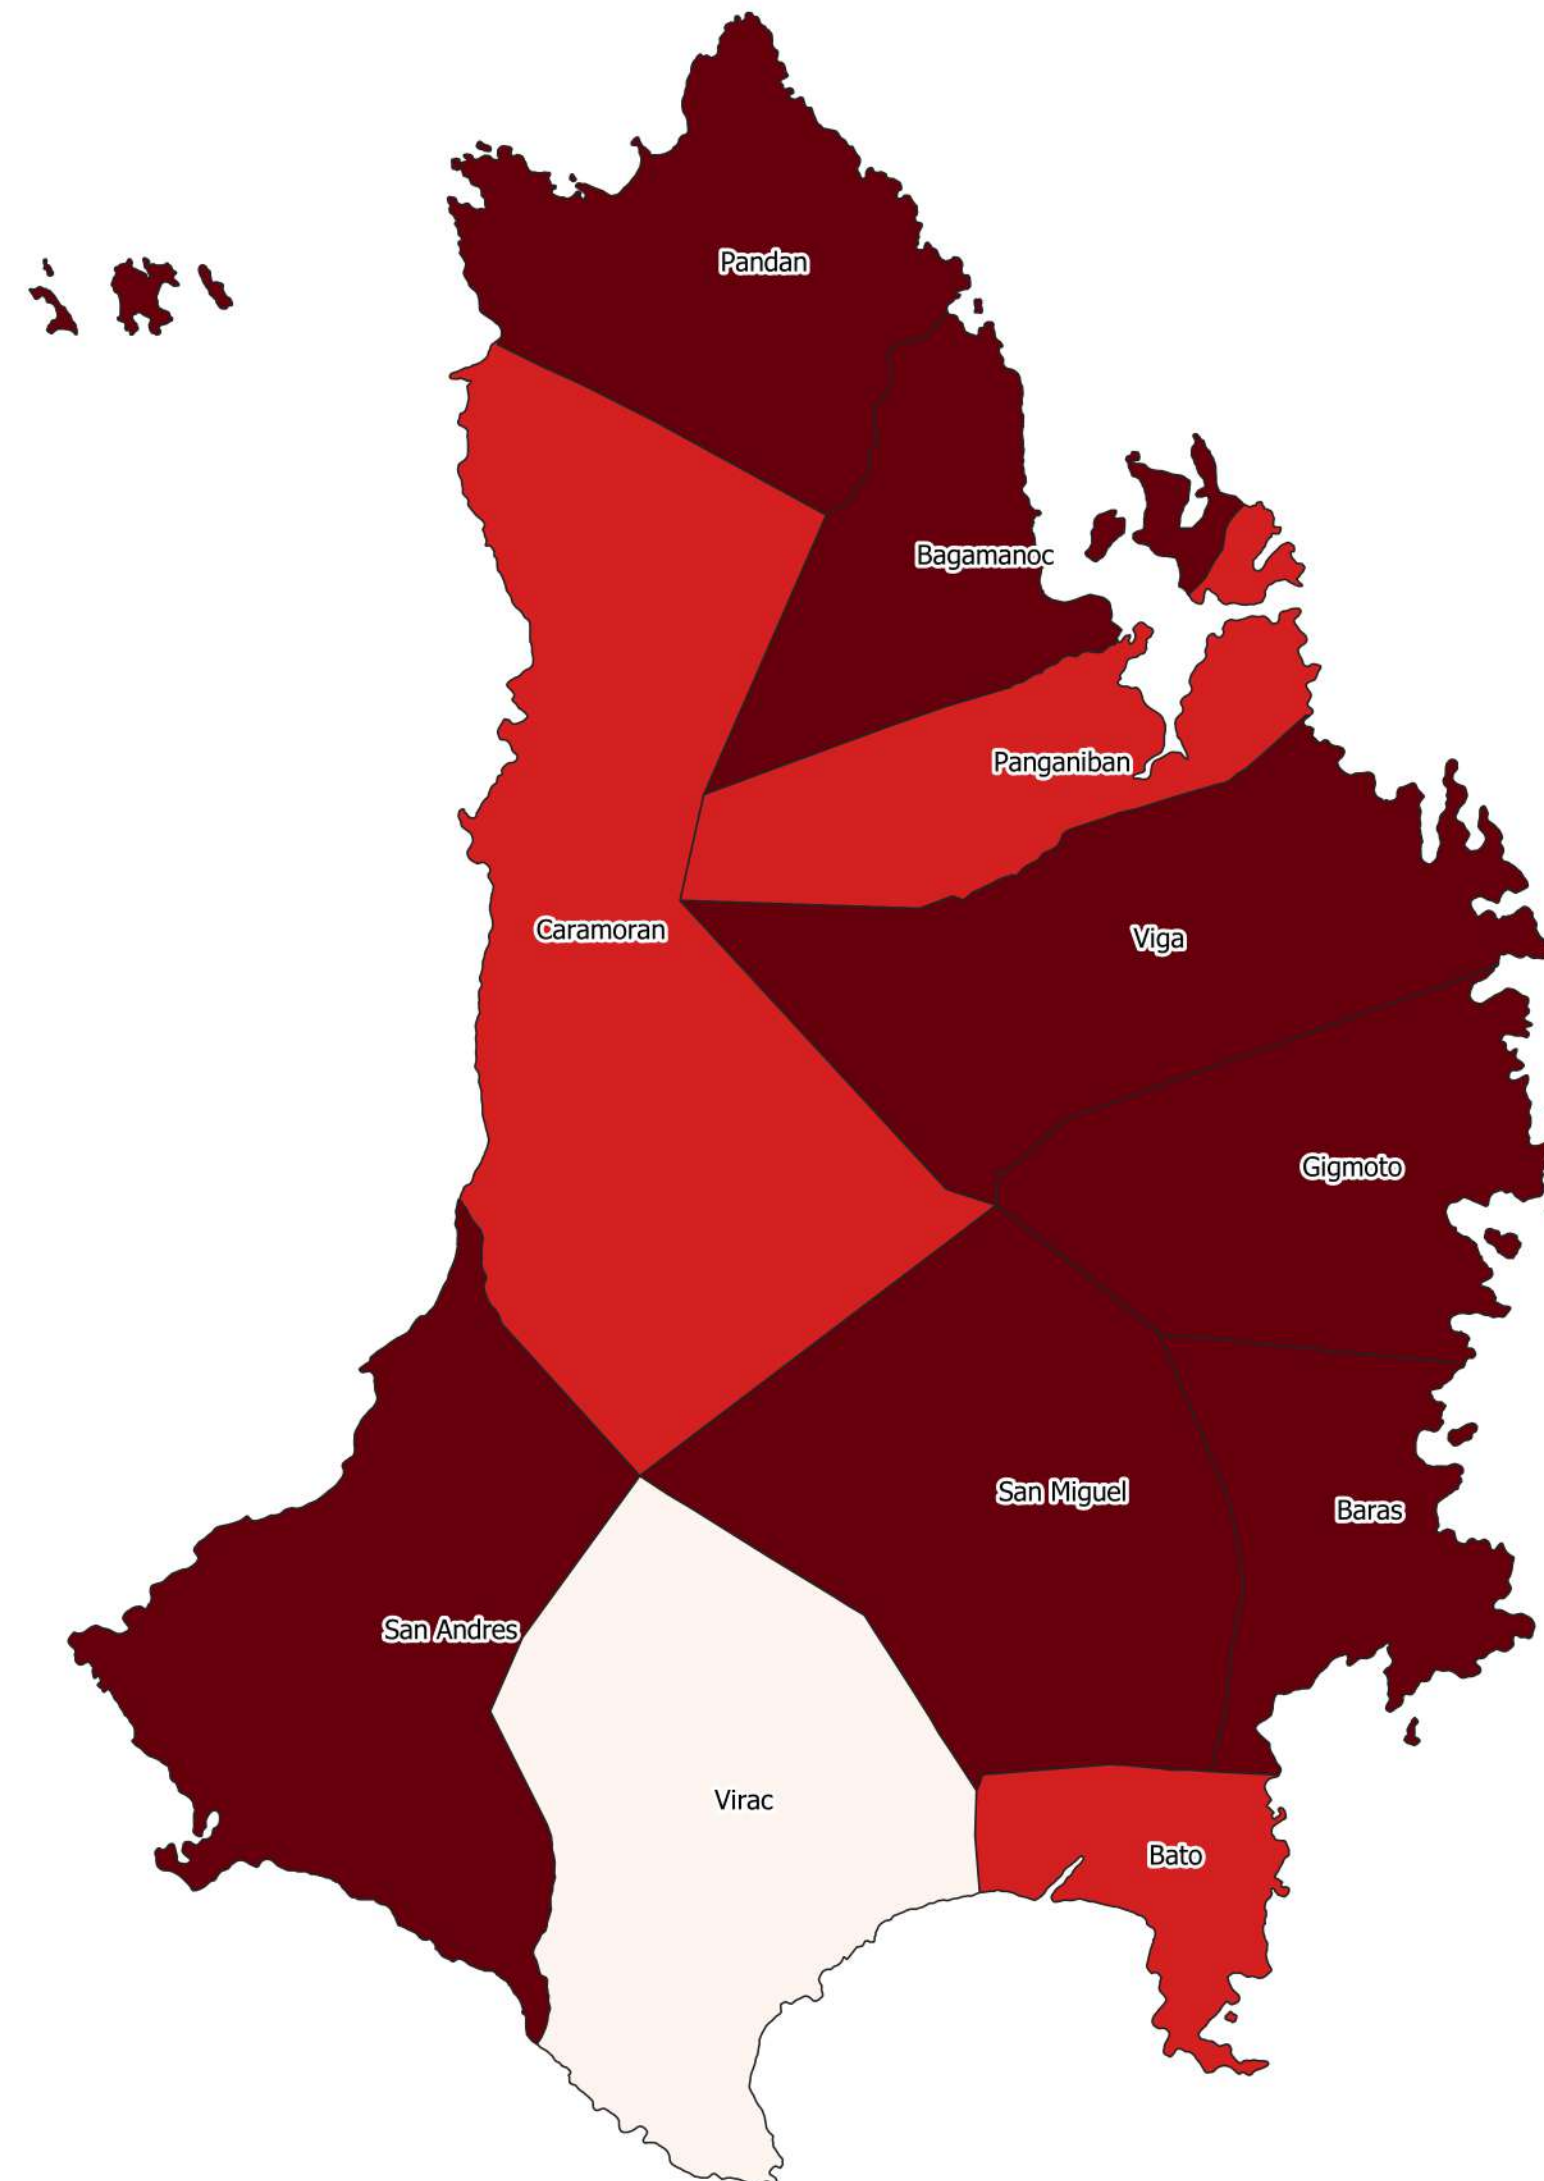 Pandan
Bagamanoc
Panganiban
Caramoran
Viga
Gigmoto
San Miguel
Baras
San Andres
Virac
Bato